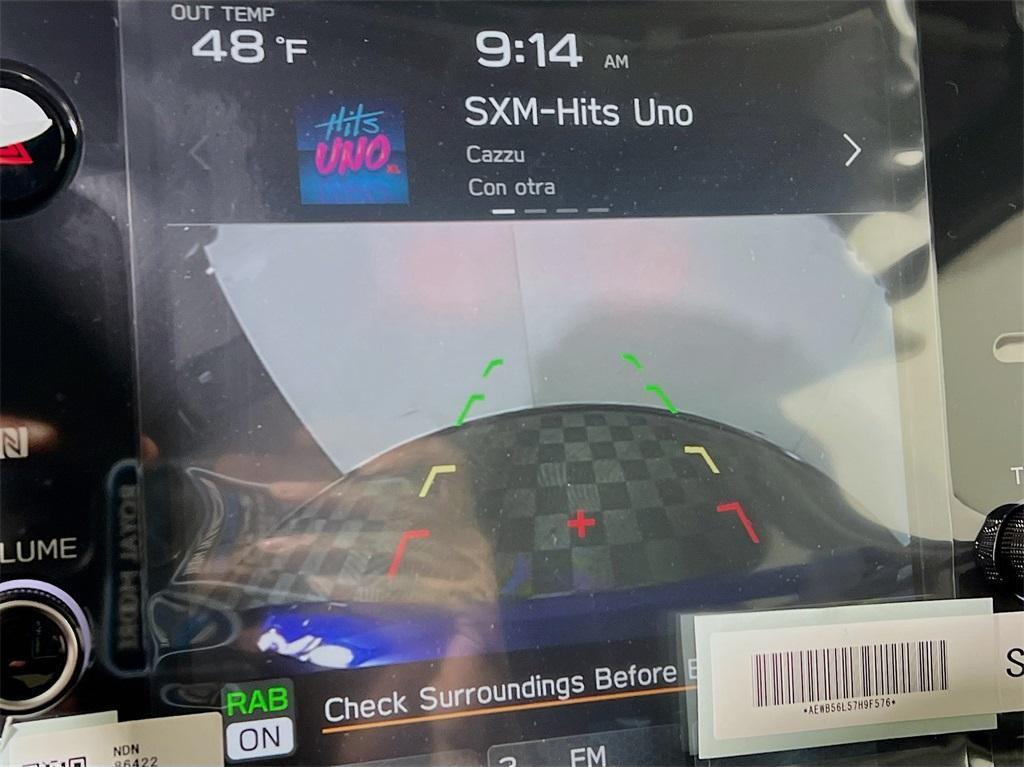 OUT TEMP
48 °F
9:14 AM
Hits
UNO XL
SXM-Hits Uno
Cazzu
Con otra
N
LUME
RAB
ON
Check Surroundings Before
*AEWB56L57H9F576*
S
T
NDN
86422
FM